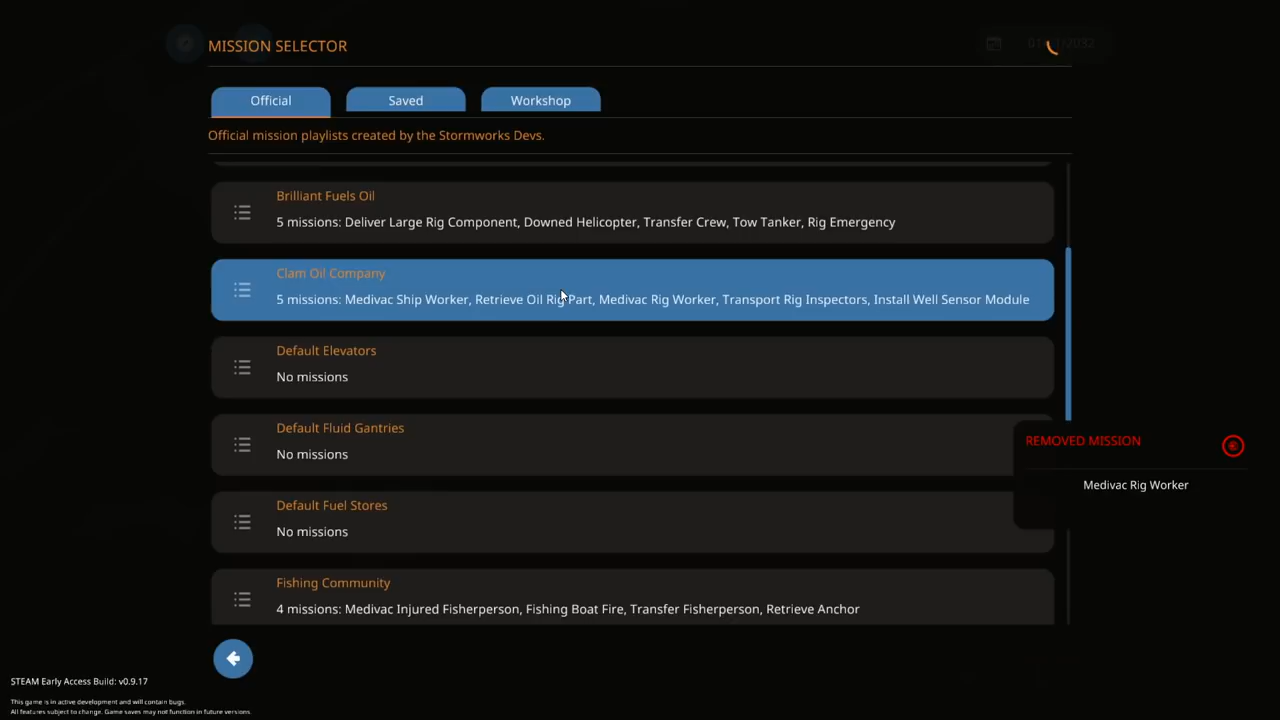 MISSION SELECTOR
Official
Saved
Workshop
Official mission playlists created by the Stormworks Devs.
Brilliant Fuels Oil
5 missions: Deliver Large Rig Component, Downed Helicopter, Transfer Crew, Tow Tanker, Rig Emergency
Clam Oil Company
5 missions: Medivac Ship Worker, Retrieve Oil Rig Part, Medivac Rig Worker, Transport Rig Inspectors, Install Well Sensor Module
Default Elevators
No missions
Default Fluid Gantries
No missions
REMOVED MISSION
Medivac Rig Worker
Default Fuel Stores
No missions
Fishing Community
4 missions: Medivac Injured Fisherperson, Fishing Boat Fire, Transfer Fisherperson, Retrieve Anchor
STEAM Early Access Build: v0.9.17
This game is in active development and will contain bugs.
All features subject to change. Game saves may not function in future versions.